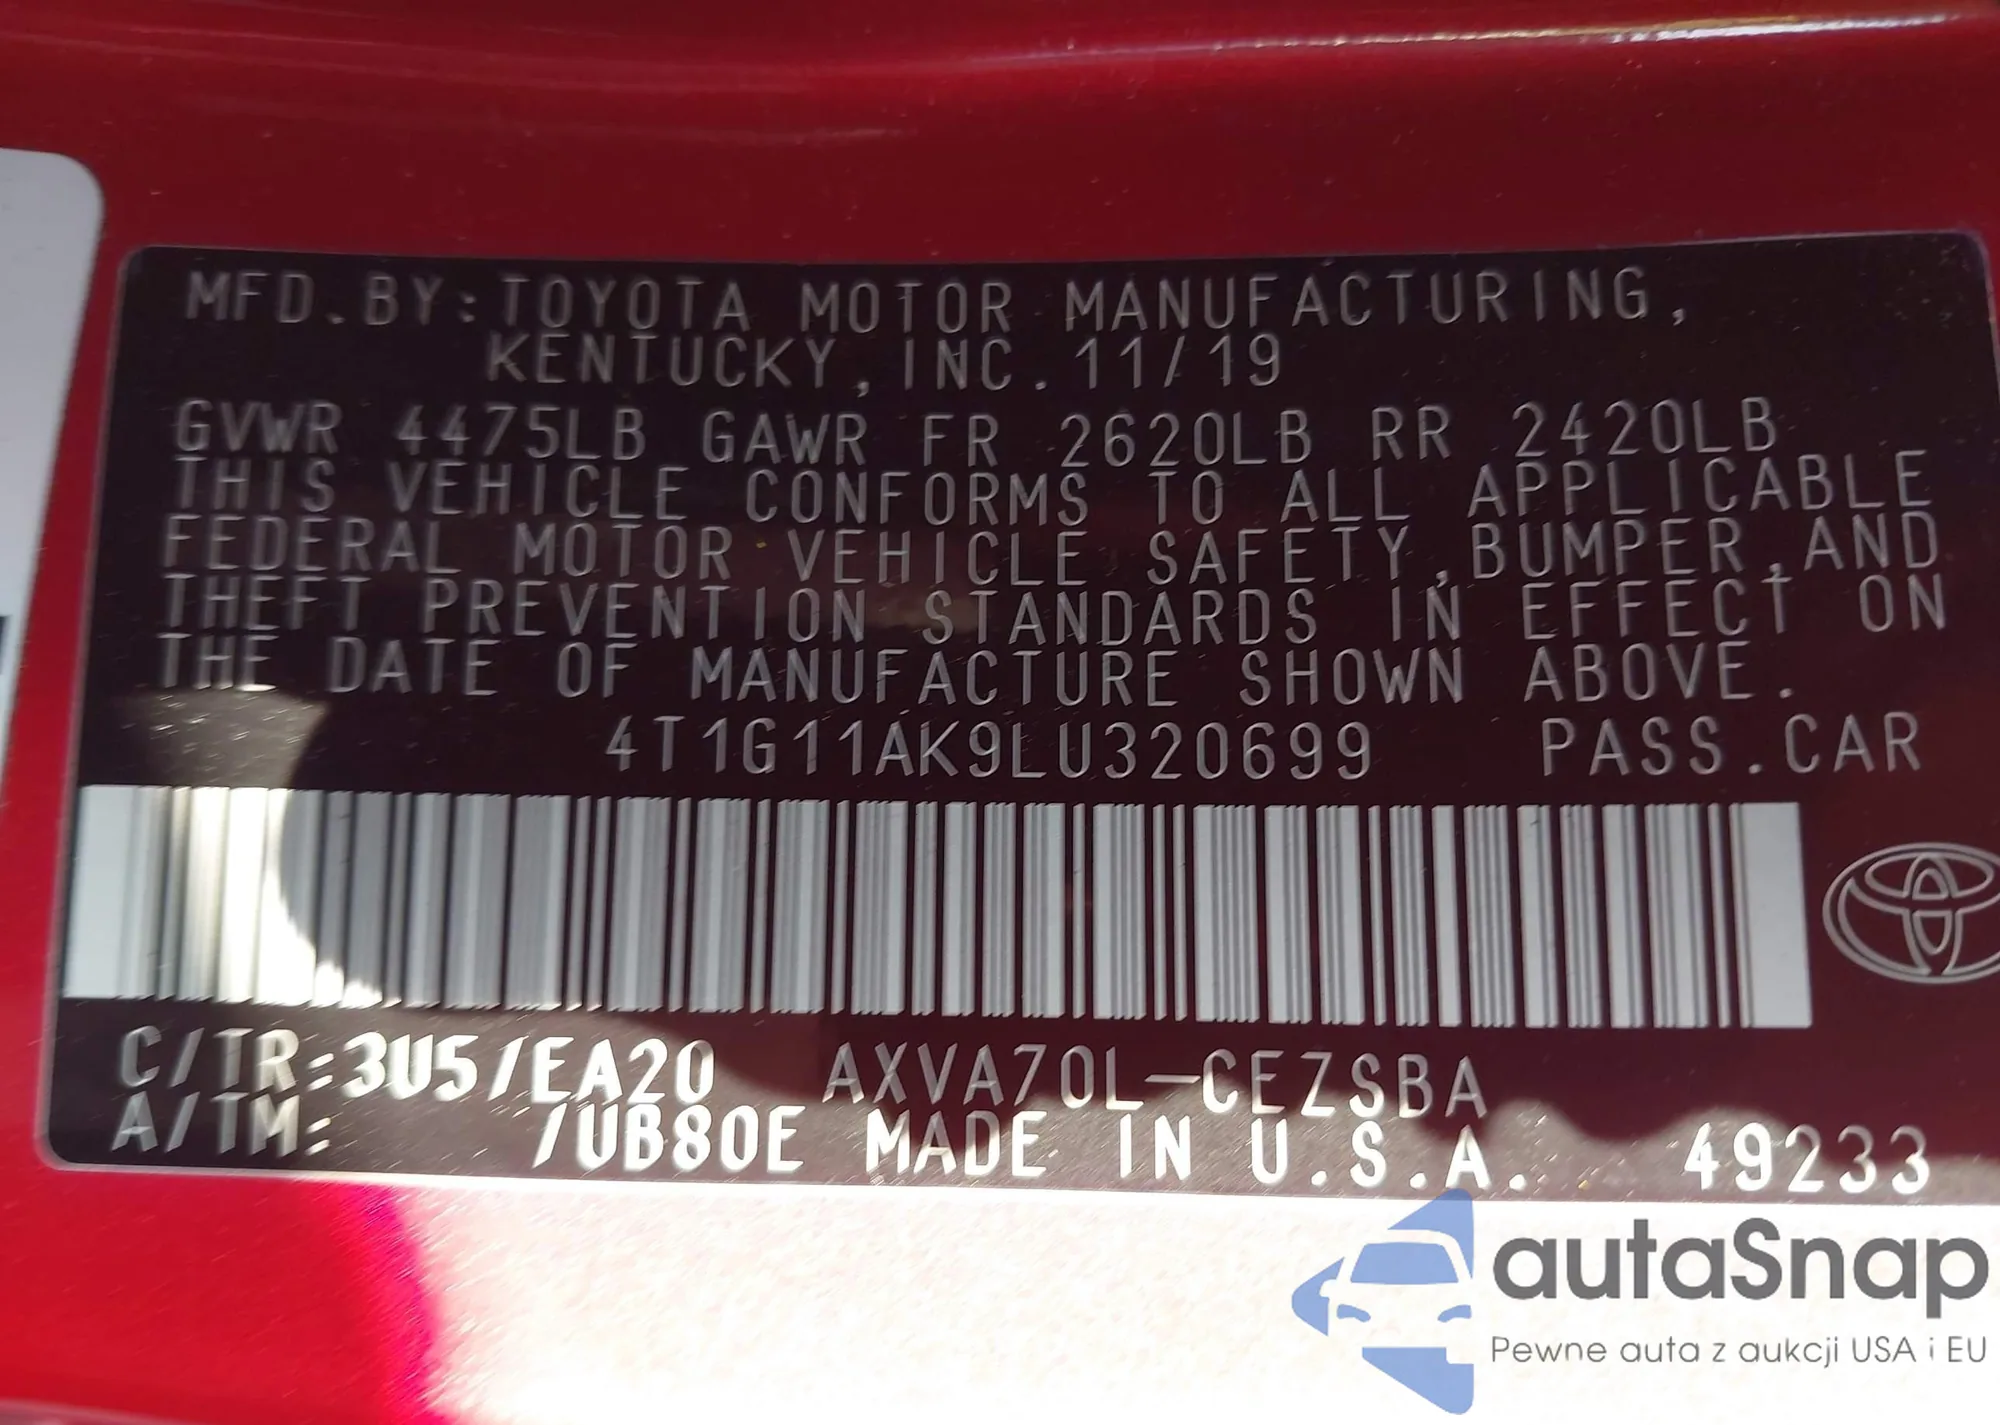 MFD.BY:TOYOTA MOTOR MANUFACTURING,
KENTUCKY,INC.11/19
GVWR 4475LB GAWR FR 2620LB RR 2420LB
THIS VEHICLE CONFORMS TO ALL APPLICABLE
FEDERAL MOTOR VEHICLE SAFETY,BUMPER,AND
THEFT PREVENTION STANDARDS IN EFFECT ON
THE DATE OF MANUFACTURE SHOWN ABOVE.
4T1G11AK9LU320699 PASS.CAR
C/TR:3U5/EA20 AXVA70L-CEZSBA
A/TM: /UB80E MADE IN U.S.A. 49233
autaSnap
Pewne auta z aukcji USA i EU